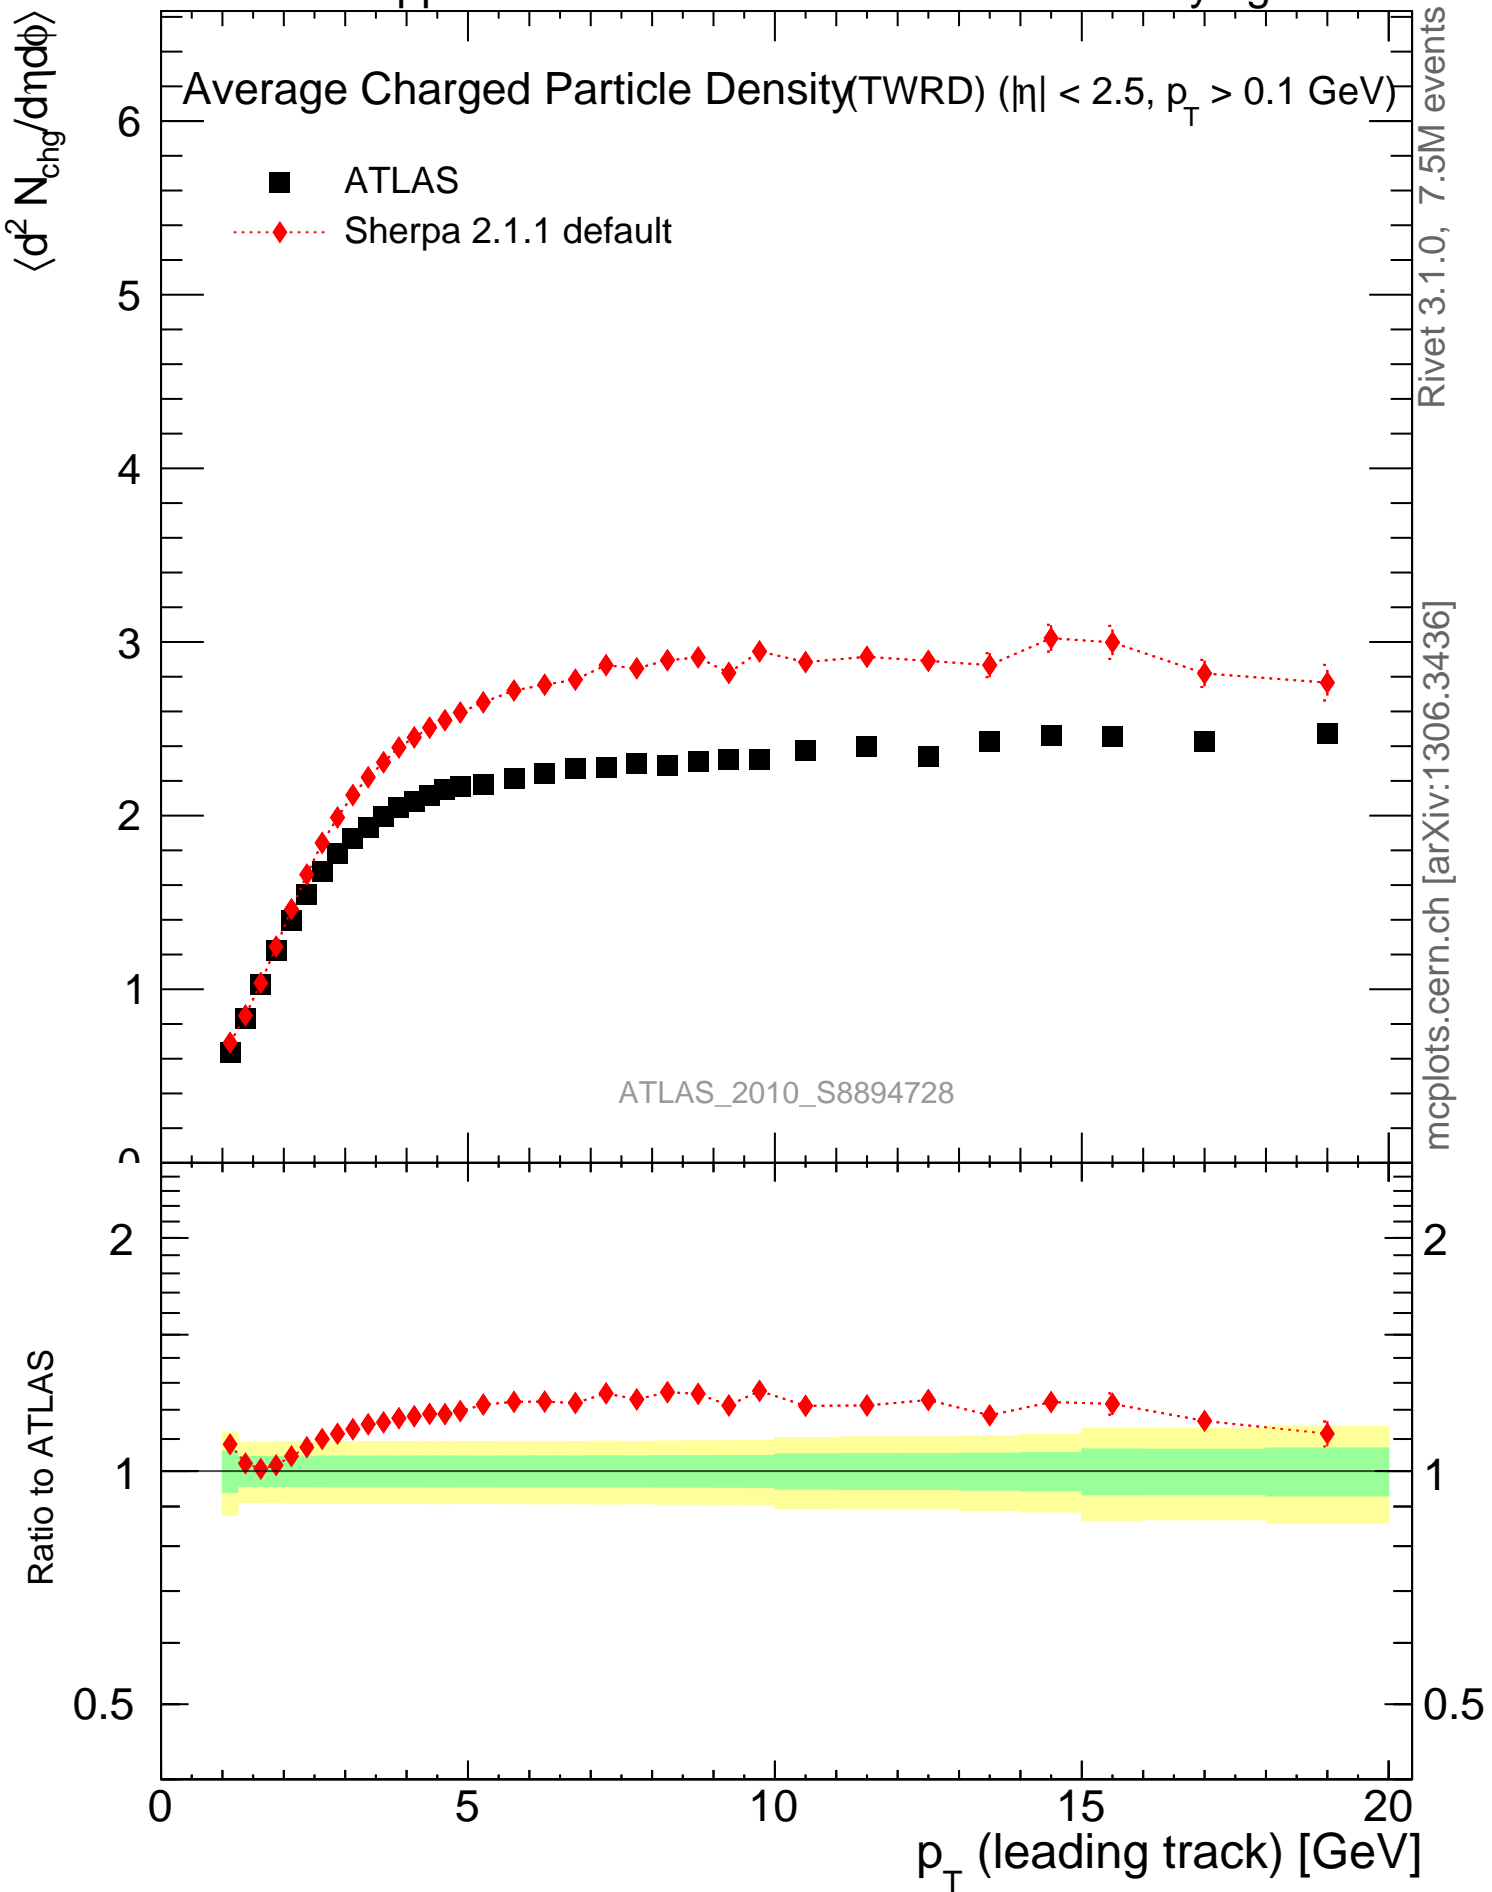 ⟨d² N_chg/dηdϕ⟩
Average Charged Particle Density (TWRD) (|η| < 2.5, p_T > 0.1 GeV)
ATLAS
Sherpa 2.1.1 default
6
5
4
3
2
1
0
ATLAS_2010_S8894728
Rivet 3.1.0, 7.5M events
mcplots.cern.ch [arXiv:1306.3436]
Ratio to ATLAS
2
1
0.5
2
1
0.5
0
5
10
15
20
p_T (leading track) [GeV]